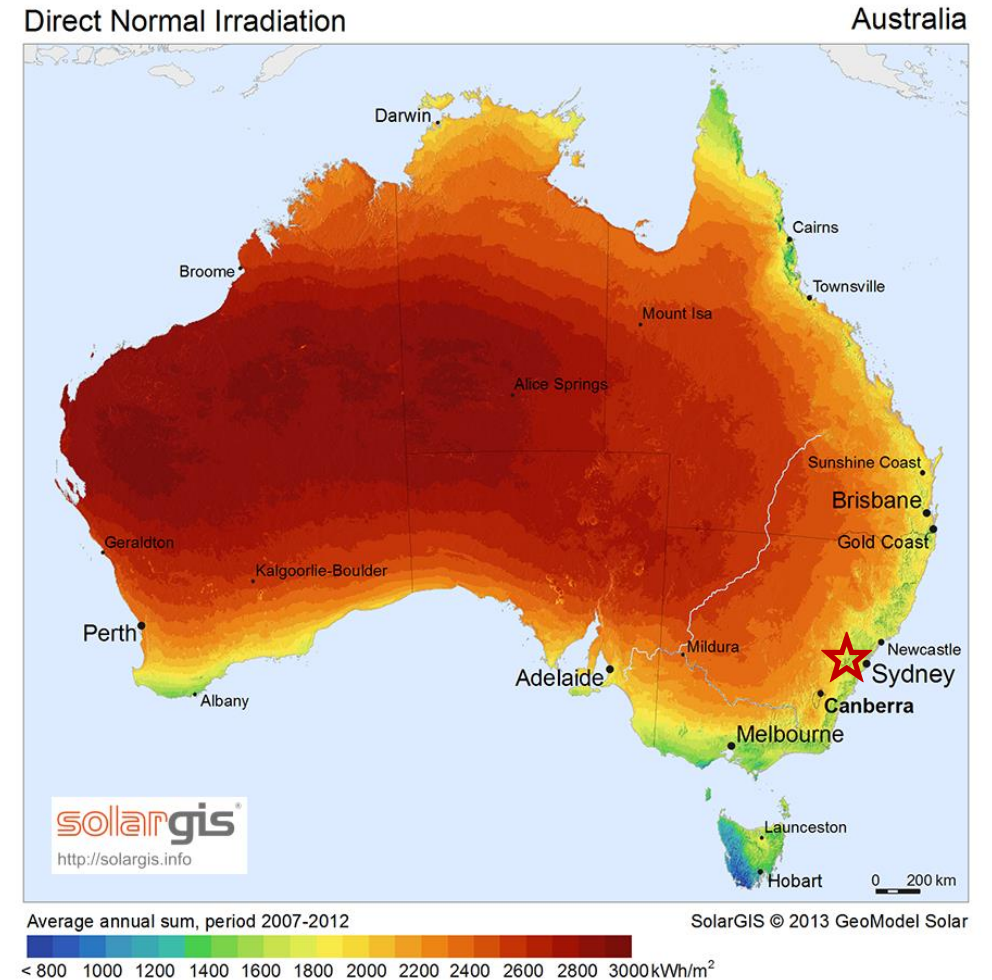 Direct Normal Irradiation
Australia
Darwin
Cairns
Broome
Townsville
Mount Isa
Alice Springs
Sunshine Coast
Brisbane
Gold Coast
Geraldton
Kalgoorlie-Boulder
Perth
Mildura
Newcastle
Adelaide
Sydney
Albany
Canberra
Melbourne
Launceston
Hobart
solargis®
http://solargis.info
0 200 km
Average annual sum, period 2007-2012
SolarGIS © 2013 GeoModel Solar
< 800 1000 1200 1400 1600 1800 2000 2200 2400 2600 2800 3000 kWh/m²